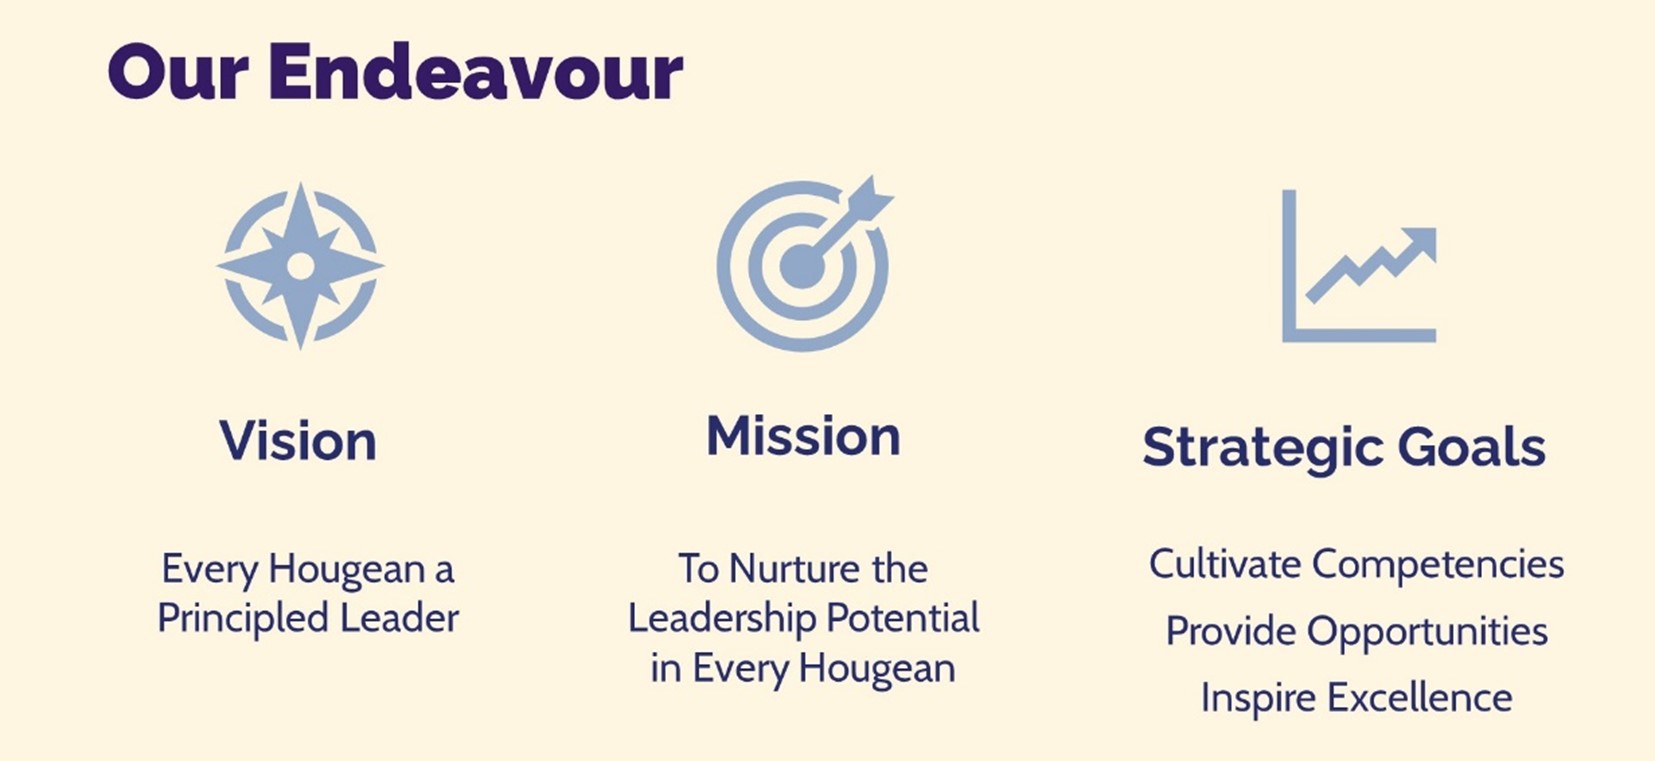 Our Endeavour
Vision
Every Hougean a
Principled Leader
Mission
To Nurture the
Leadership Potential
in Every Hougean
Strategic Goals
Cultivate Competencies
Provide Opportunities
Inspire Excellence